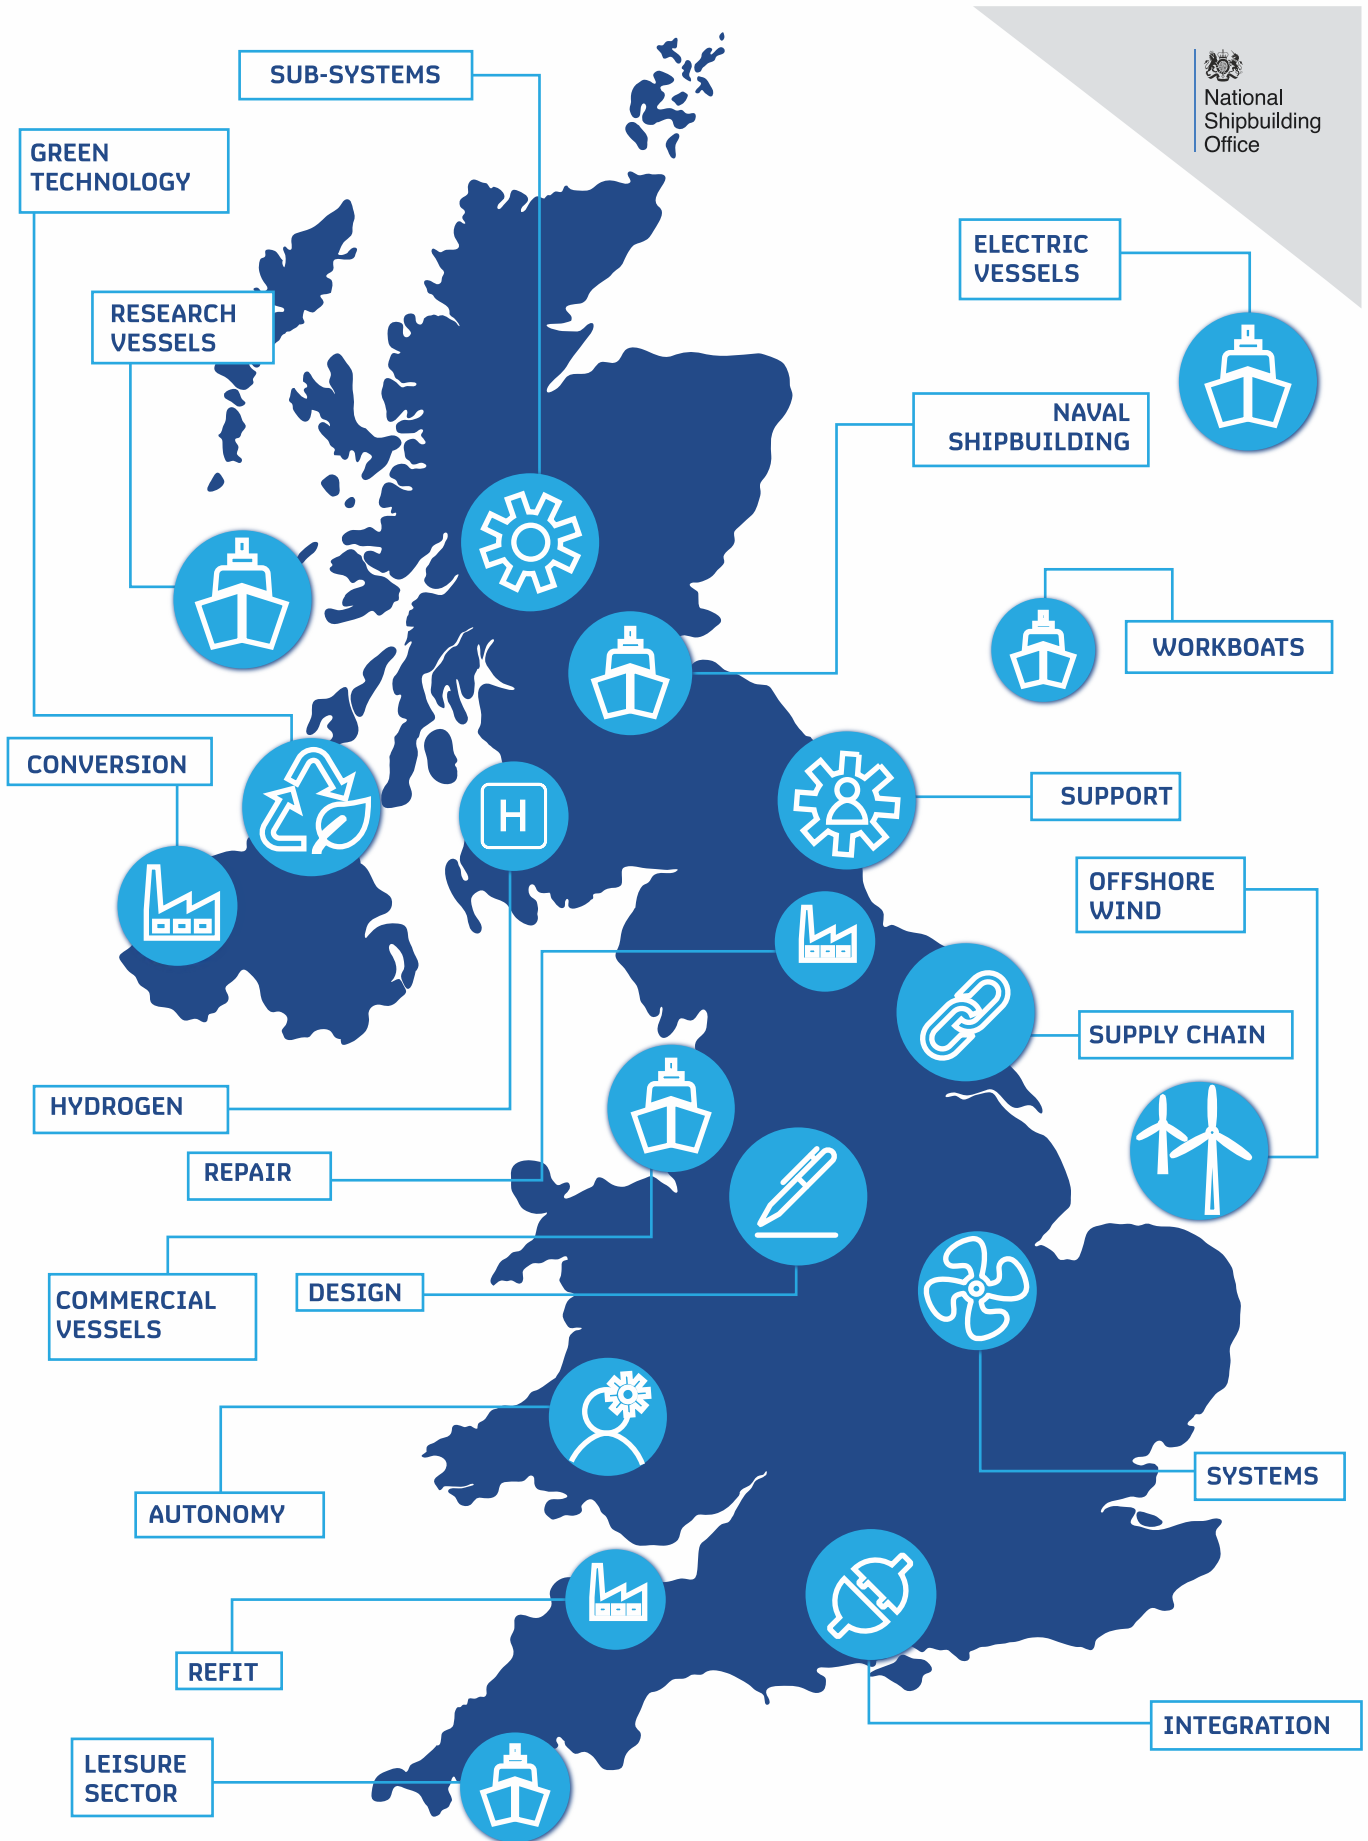 SUB-SYSTEMS
National
Shipbuilding
Office
GREEN
TECHNOLOGY
ELECTRIC
VESSELS
RESEARCH
VESSELS
NAVAL
SHIPBUILDING
WORKBOATS
CONVERSION
SUPPORT
H
OFFSHORE
WIND
SUPPLY CHAIN
HYDROGEN
REPAIR
COMMERCIAL
VESSELS
DESIGN
SYSTEMS
AUTONOMY
REFIT
INTEGRATION
LEISURE
SECTOR